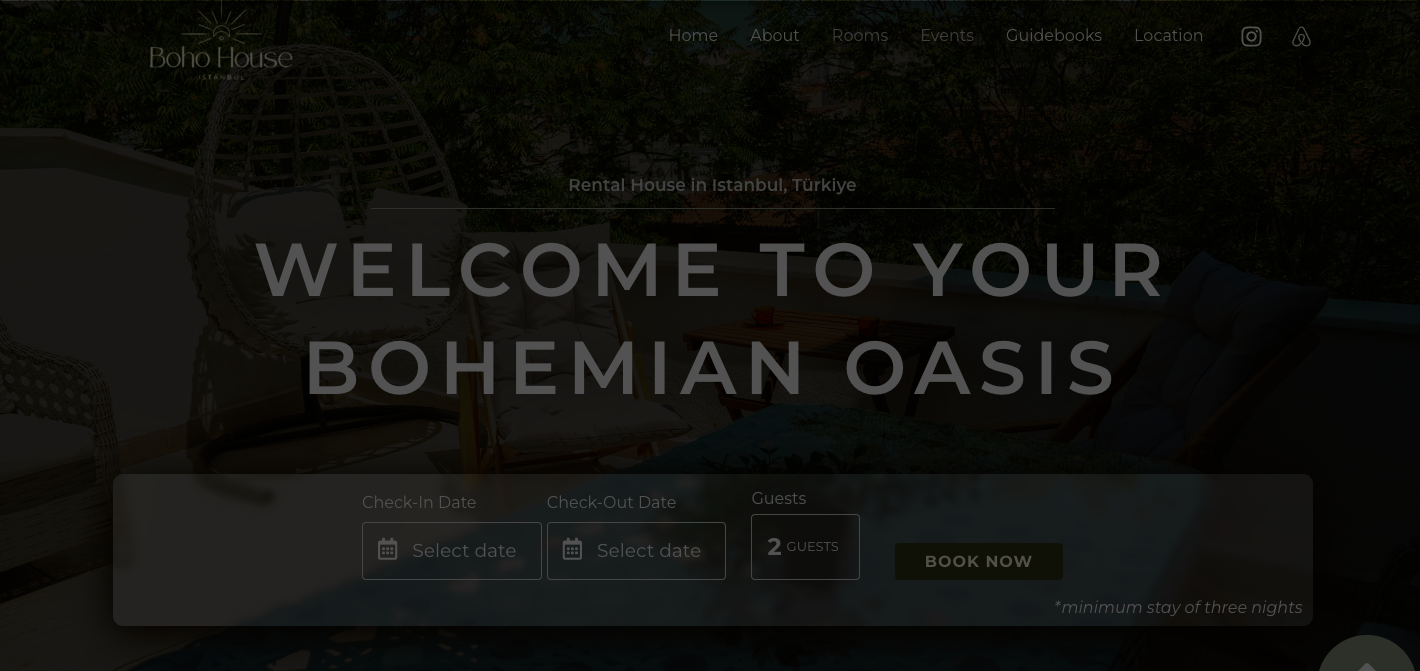 Boho House
ISTANBUL
Home About Rooms Events Guidebooks Location
Rental House in Istanbul, Türkiye
WELCOME TO YOUR
BOHEMIAN OASIS
Check-In Date Check-Out Date Guests
Select date Select date 2 GUESTS
BOOK NOW
*minimum stay of three nights